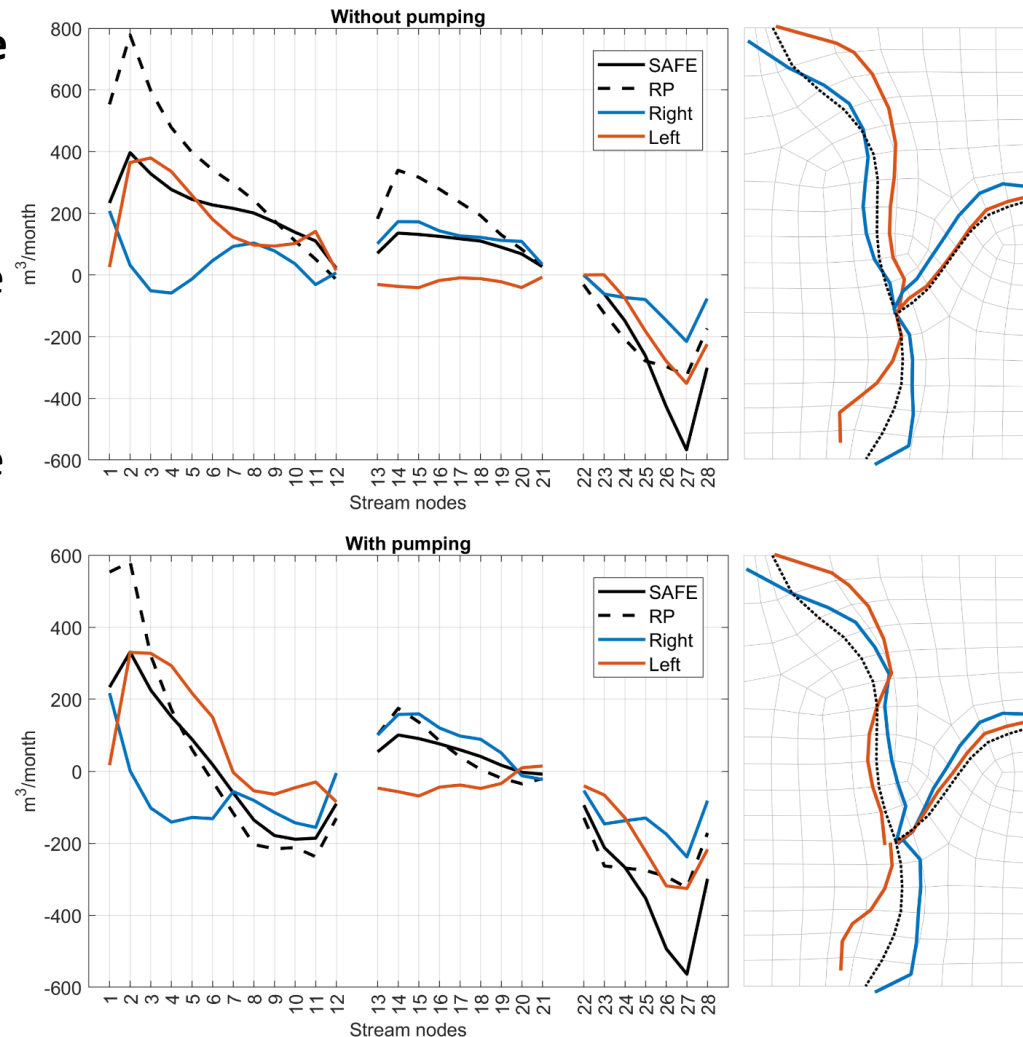 Without pumping
800
600
400
200
0
-200
-400
-600
m³/month
SAFE
RP
Right
Left
1 2 3 4 5 6 7 8 9 10 11 12 13 14 15 16 17 18 19 20 21 22 23 24 25 26 27 28
Stream nodes
With pumping
600
400
200
0
-200
-400
-600
m³/month
SAFE
RP
Right
Left
1 2 3 4 5 6 7 8 9 10 11 12 13 14 15 16 17 18 19 20 21 22 23 24 25 26 27 28
Stream nodes